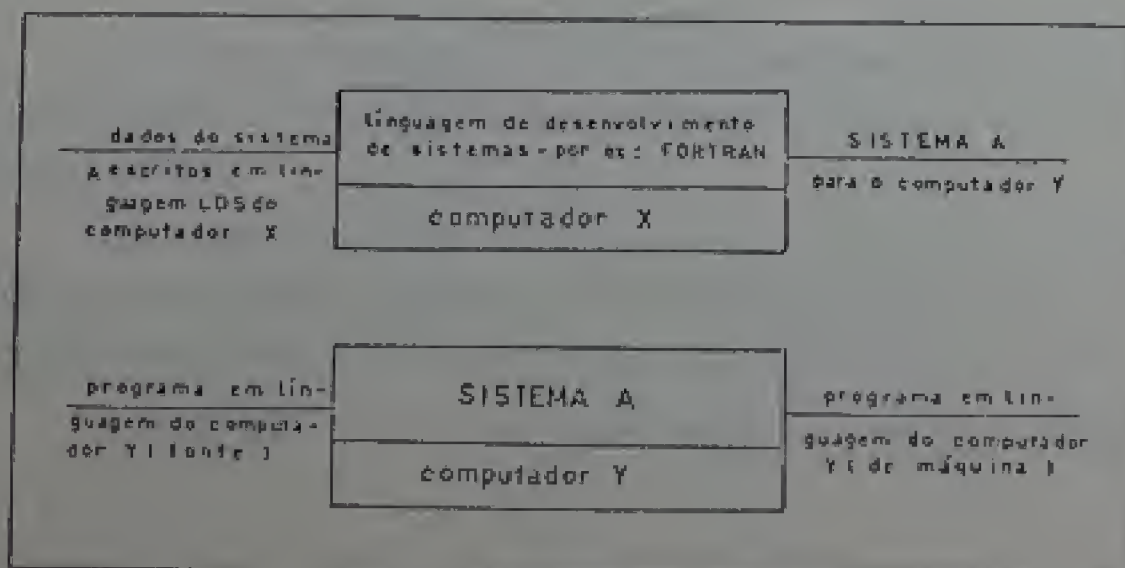 dados do sistema
A escritos em lin-
guagem LDS do
computador X
linguagem de desenvolvimento
de sistemas - por ex: FORTRAN
computador X
SISTEMA A
para o computador Y
programa em lin-
guagem do computa-
dor Y ( fonte )
SISTEMA A
computador Y
programa em lin-
guagem do computador
Y ( de máquina )